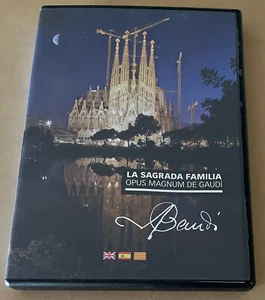 LA SAGRADA FAMILIA
OPUS MAGNUM DE GAUDÍ
Gaudí